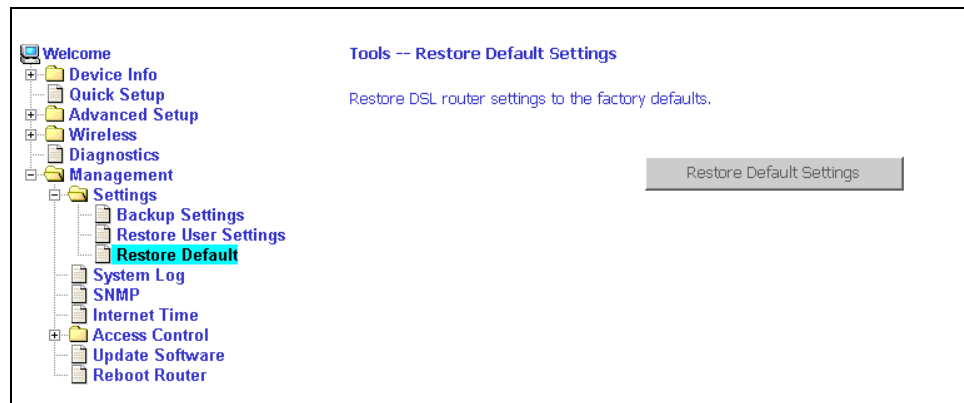 Welcome
Device Info
Quick Setup
Advanced Setup
Wireless
Diagnostics
Management
Settings
Backup Settings
Restore User Settings
Restore Default
System Log
SNMP
Internet Time
Access Control
Update Software
Reboot Router
Tools -- Restore Default Settings
Restore DSL router settings to the factory defaults.
Restore Default Settings